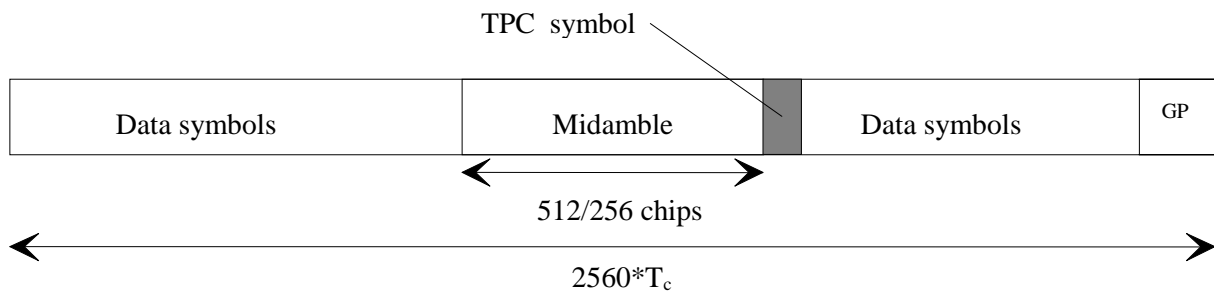 TPC symbol
Data symbols
Midamble
Data symbols
GP
512/256 chips
2560*Tc